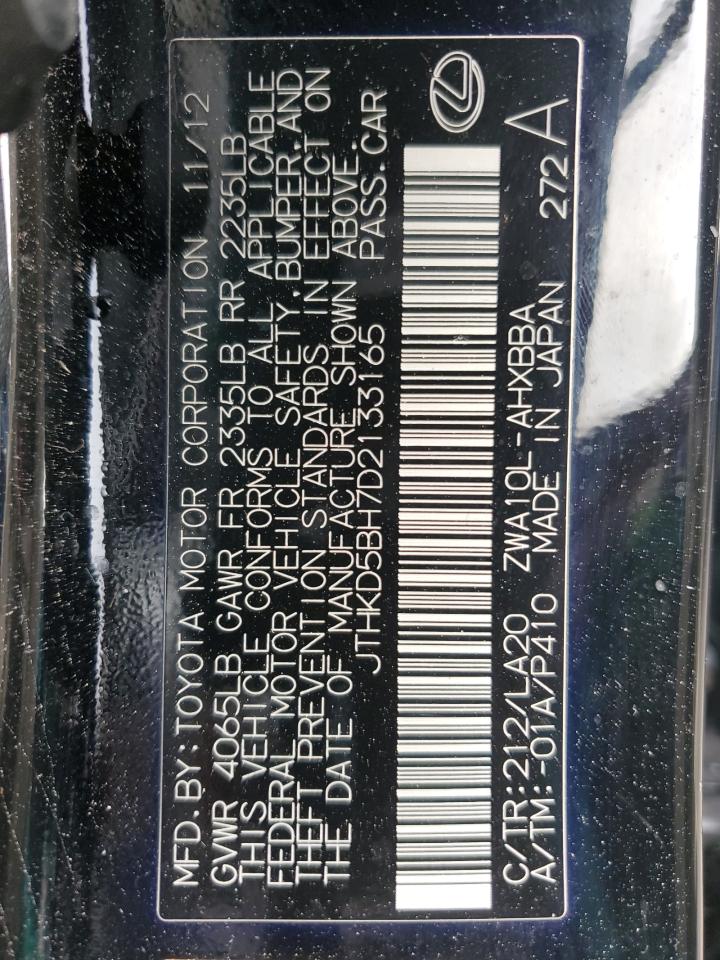 MFD.BY:TOYOTA MOTOR CORPORATION 11/12
GVWR 4065LB GAWR FR 2335LB RR 2235LB
THIS VEHICLE CONFORMS TO ALL APPLICABLE
FEDERAL MOTOR VEHICLE SAFETY,BUMPER,AND
THEFT PREVENTION STANDARDS IN EFFECT ON
THE DATE OF MANUFACTURE SHOWN ABOVE.
JTHKD5BH7D2133165 PASS.CAR
C/TR:212/LA20 ZWA10L-AHXBBA 272 A
A/TM:-01A/P410 MADE IN JAPAN